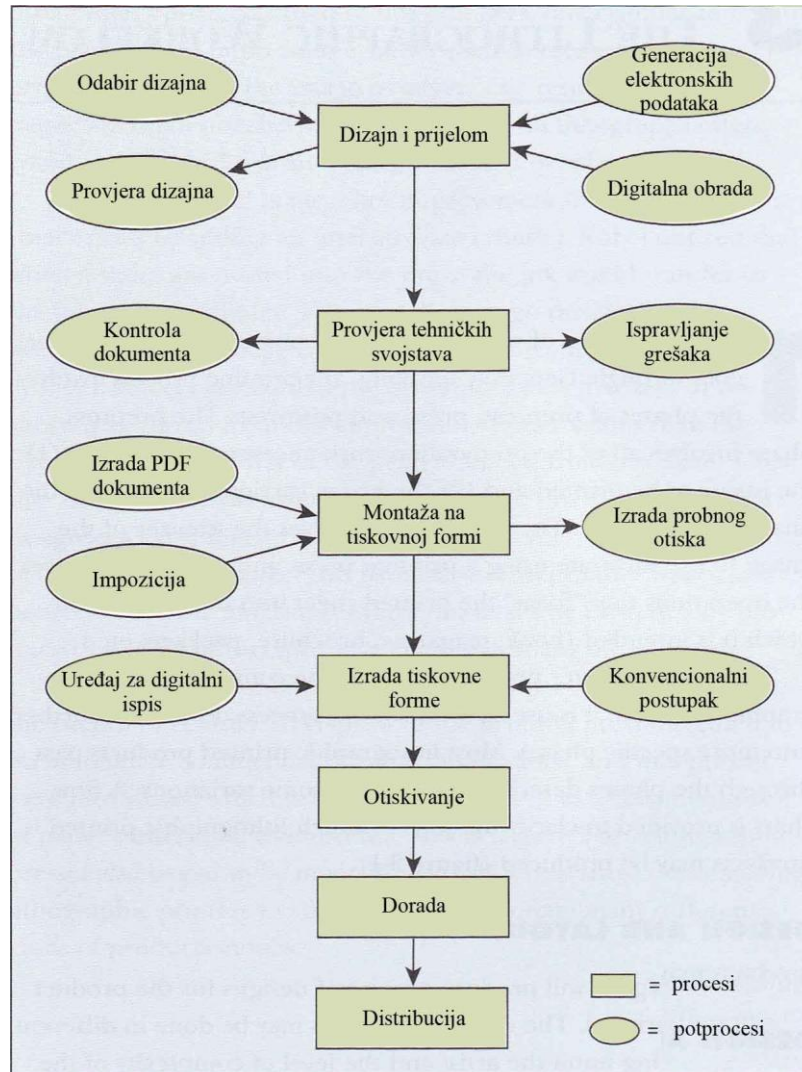 Odabir dizajna
Generacija
elektronskih
podataka
Dizajn i prijelom
Provjera dizajna
Digitalna obrada
Kontrola
dokumenta
Provjera tehničkih
svojstava
Ispravljanje
grešaka
Izrada PDF
dokumenta
Montaža na
tiskovnoj formi
Izrada probnog
otiska
Impozicija
Uređaj za digitalni
ispis
Izrada tiskovne
forme
Konvencionalni
postupak
Otiskivanje
Dorada
Distribucija
= procesi
= potprocesi